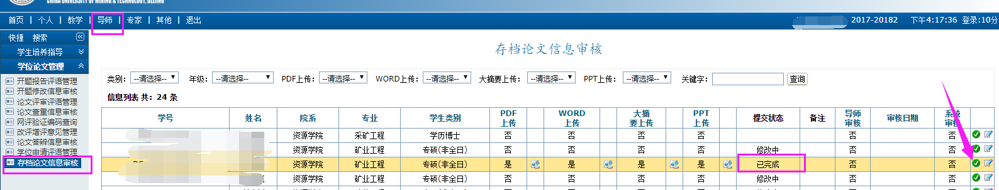 CHINA UNIVERSITY OF MINING & TECHNOLOGY, BEIJING
首页 | 个人 | 教学 | 导师 | 专家 | 其他 | 退出
2017-20182 下午4:17:36 登录:10分
快捷 搜索
学生培养指导
学位论文管理
开题报告评语管理
开题修改信息审核
论文评审评语管理
论文查重信息审核
网评验证编码查询
改评增评意见管理
论文答辩信息审核
学位申请评语管理
存档论文信息审核
存档论文信息审核
类别: --请选择-- 年级: --请选择-- PDF上传: --请选择-- WORD上传: --请选择-- 大摘要上传: --请选择-- PPT上传: --请选择-- 关键字: 查询
信息列表 共: 24 条
学号 姓名 院系 专业 学生类别 PDF上传 WORD上传 大摘要上传 PPT上传 提交状态 备注 导师审核 审核日期 系统审核
资源学院 采矿工程 学历博士 否 否 否 否 否 否
资源学院 矿业工程 专硕(非全日) 否 否 否 否 修改中 否 否
资源学院 矿业工程 专硕(非全日) 是 是 是 是 已完成 否 否
资源学院 矿业工程 专硕(非全日) 否 否 否 否 修改中 否 否